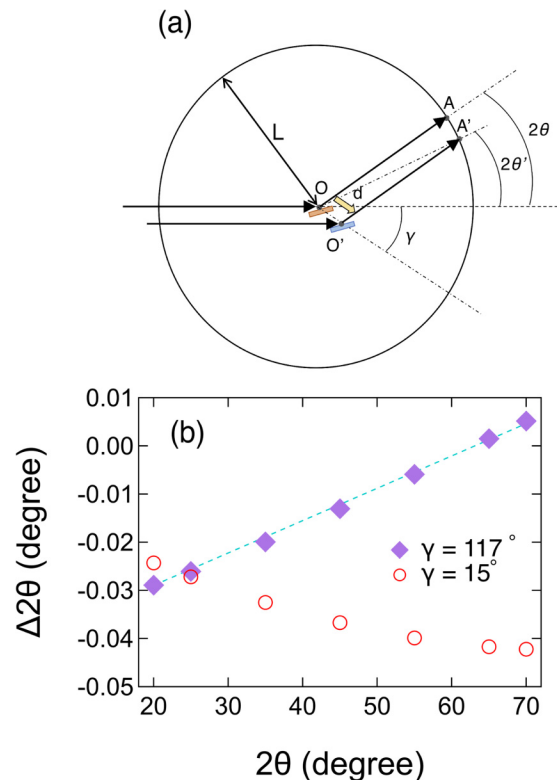 (a)
A
A'
L
O
d
2θ
2θ'
O'
γ
(b)
0.01
0.00
-0.01
-0.02
-0.03
-0.04
-0.05
Δ2θ (degree)
γ = 117°
γ = 15°
20 30 40 50 60 70
2θ (degree)